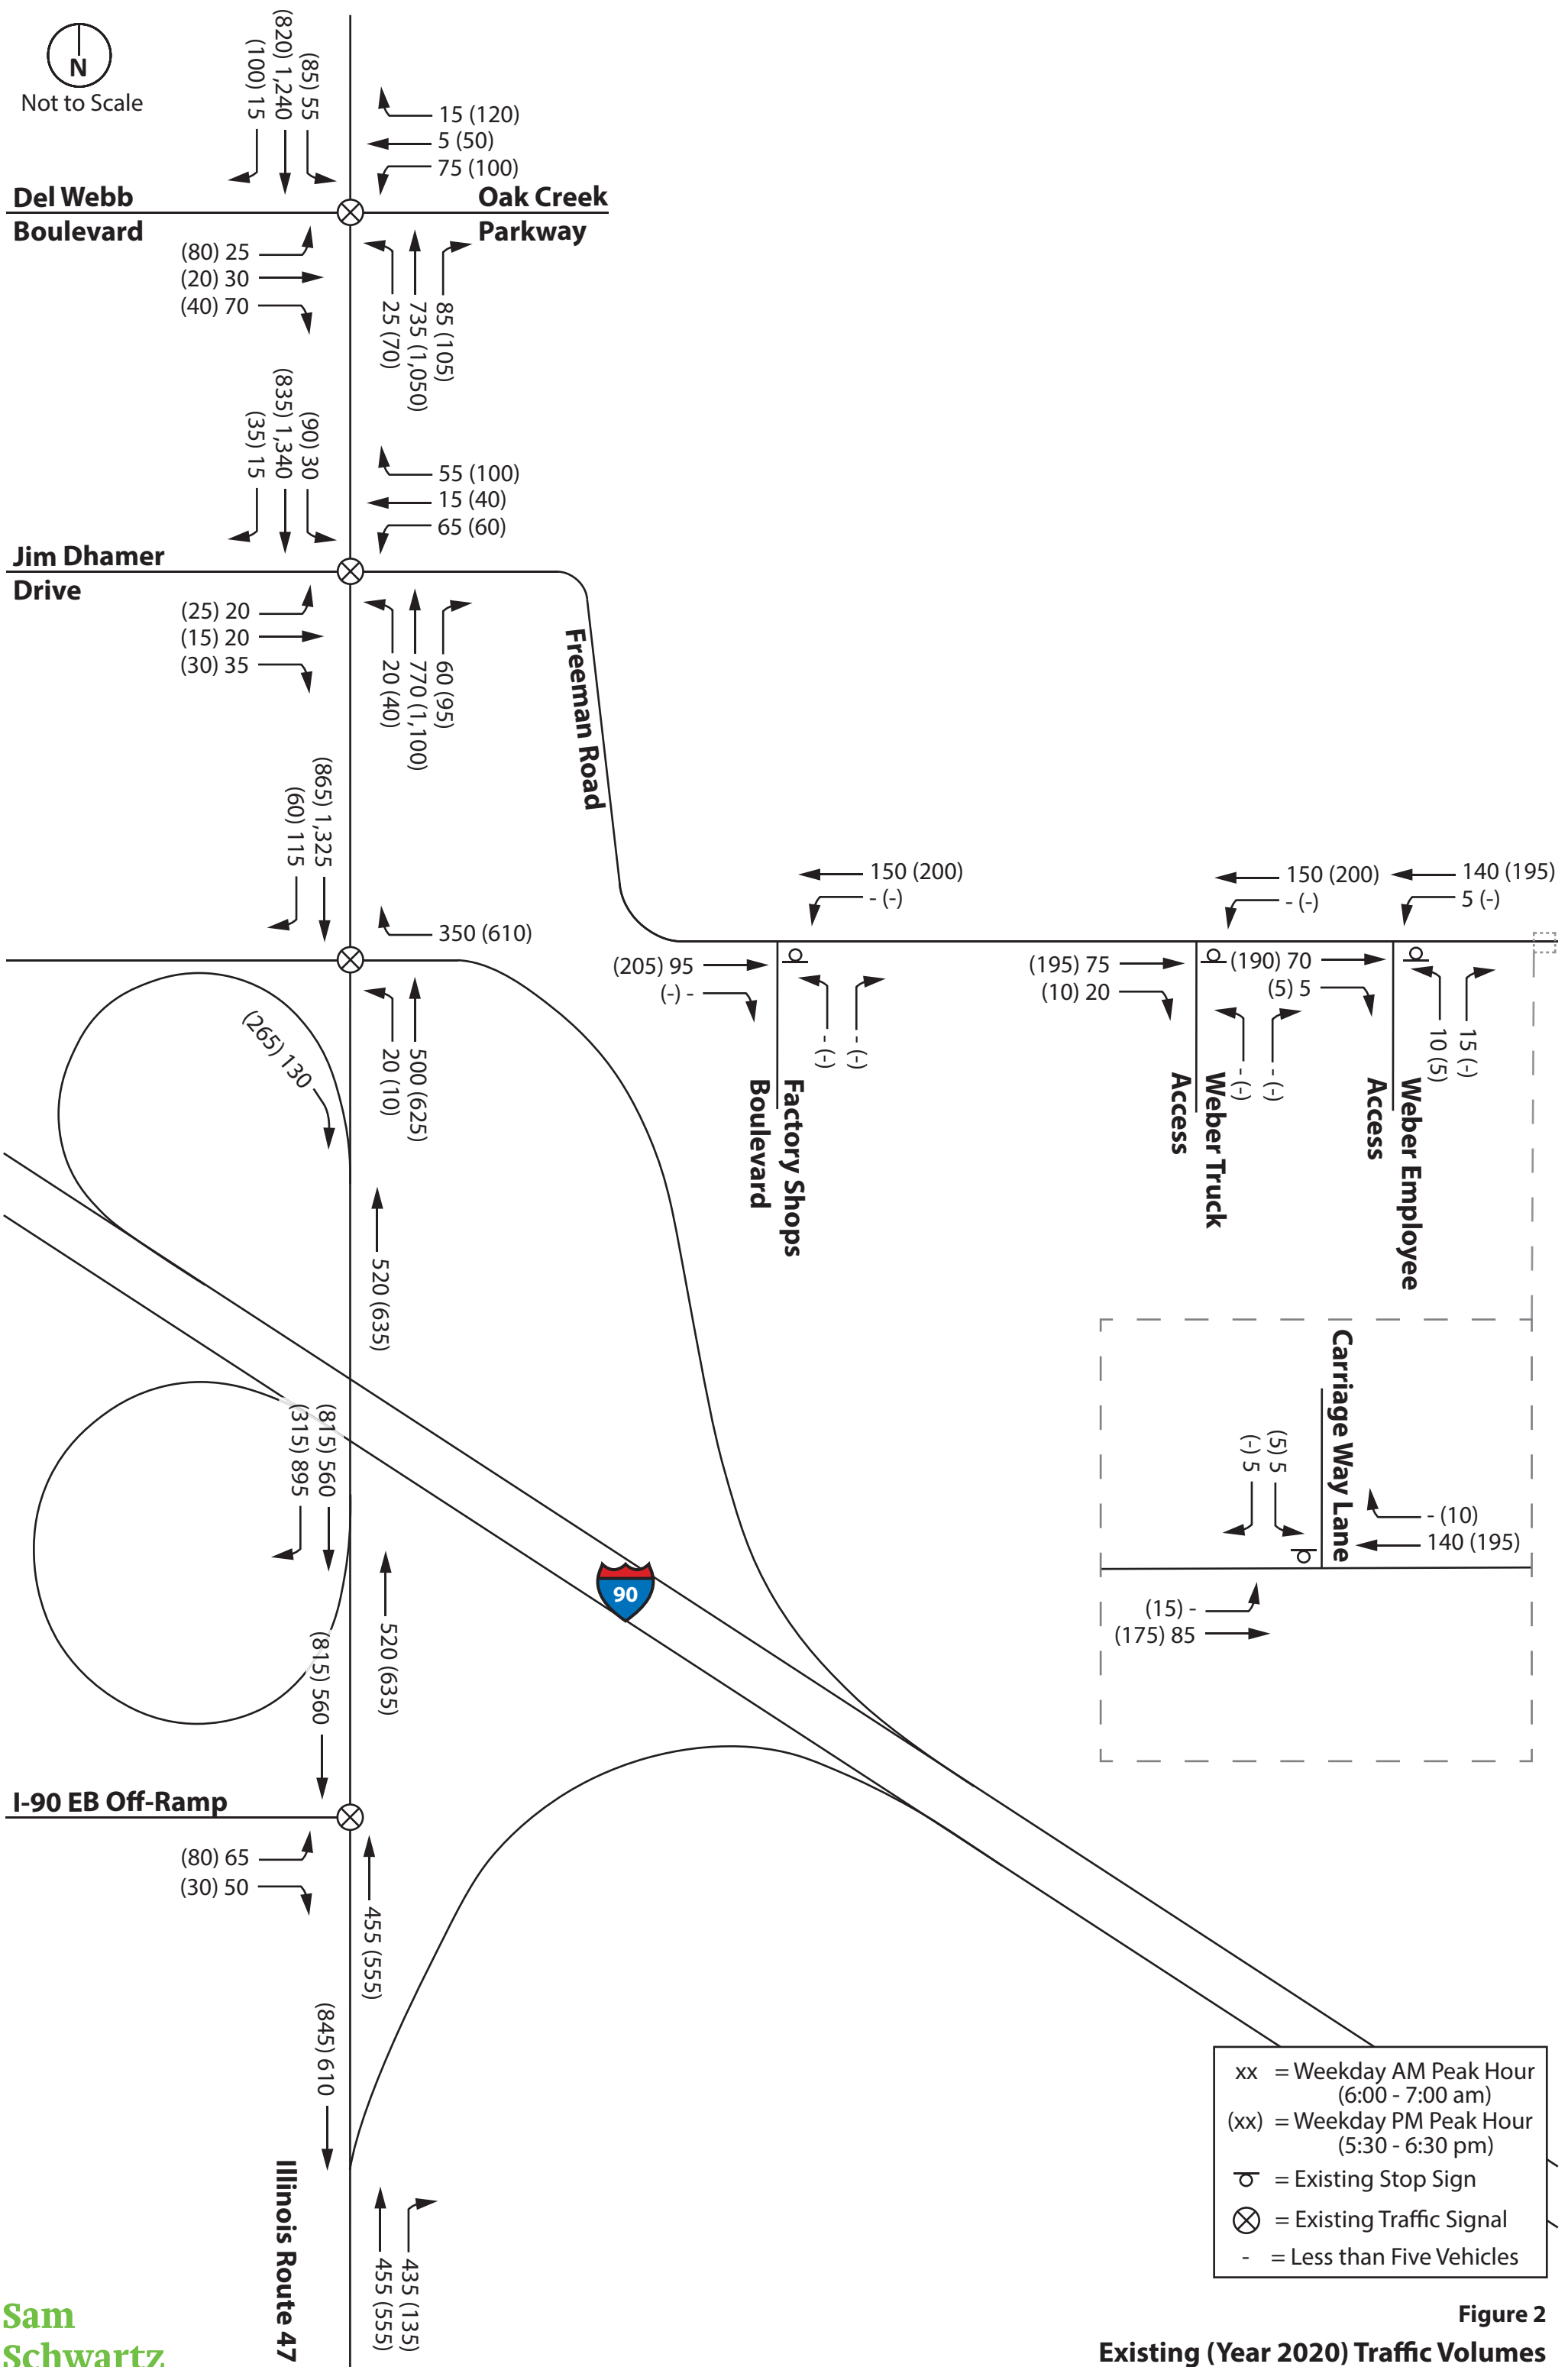 N
Not to Scale
(100) 15
(820) 1,240
(85) 55
15 (120)
5 (50)
75 (100)
Del Webb
Boulevard
Oak Creek
Parkway
(80) 25
(20) 30
(40) 70
25 (70)
735 (1,050)
85 (105)
(35) 15
(835) 1,340
(90) 30
55 (100)
15 (40)
65 (60)
Jim Dhamer
Drive
(25) 20
(15) 20
(30) 35
20 (40)
770 (1,100)
60 (95)
Freeman Road
(60) 115
(865) 1,325
350 (610)
20 (10)
500 (625)
(265) 130
150 (200)
- (-)
(205) 95
(-) -
- (-)
- (-)
Factory Shops
Boulevard
150 (200)
- (-)
(195) 75
(10) 20
- (-)
- (-)
Weber Truck
Access
140 (195)
5 (-)
(190) 70
(5) 5
10 (5)
15 (-)
Weber Employee
Access
520 (635)
(315) 895
(815) 560
Carriage Way Lane
(-) 5
(5) 5
- (10)
140 (195)
(15) -
(175) 85
90
520 (635)
(815) 560
I-90 EB Off-Ramp
(80) 65
(30) 50
455 (555)
(845) 610
Illinois Route 47
455 (555)
435 (135)
xx = Weekday AM Peak Hour
(6:00 - 7:00 am)
(xx) = Weekday PM Peak Hour
(5:30 - 6:30 pm)
= Existing Stop Sign
= Existing Traffic Signal
- = Less than Five Vehicles
Sam
Schwartz
Figure 2
Existing (Year 2020) Traffic Volumes